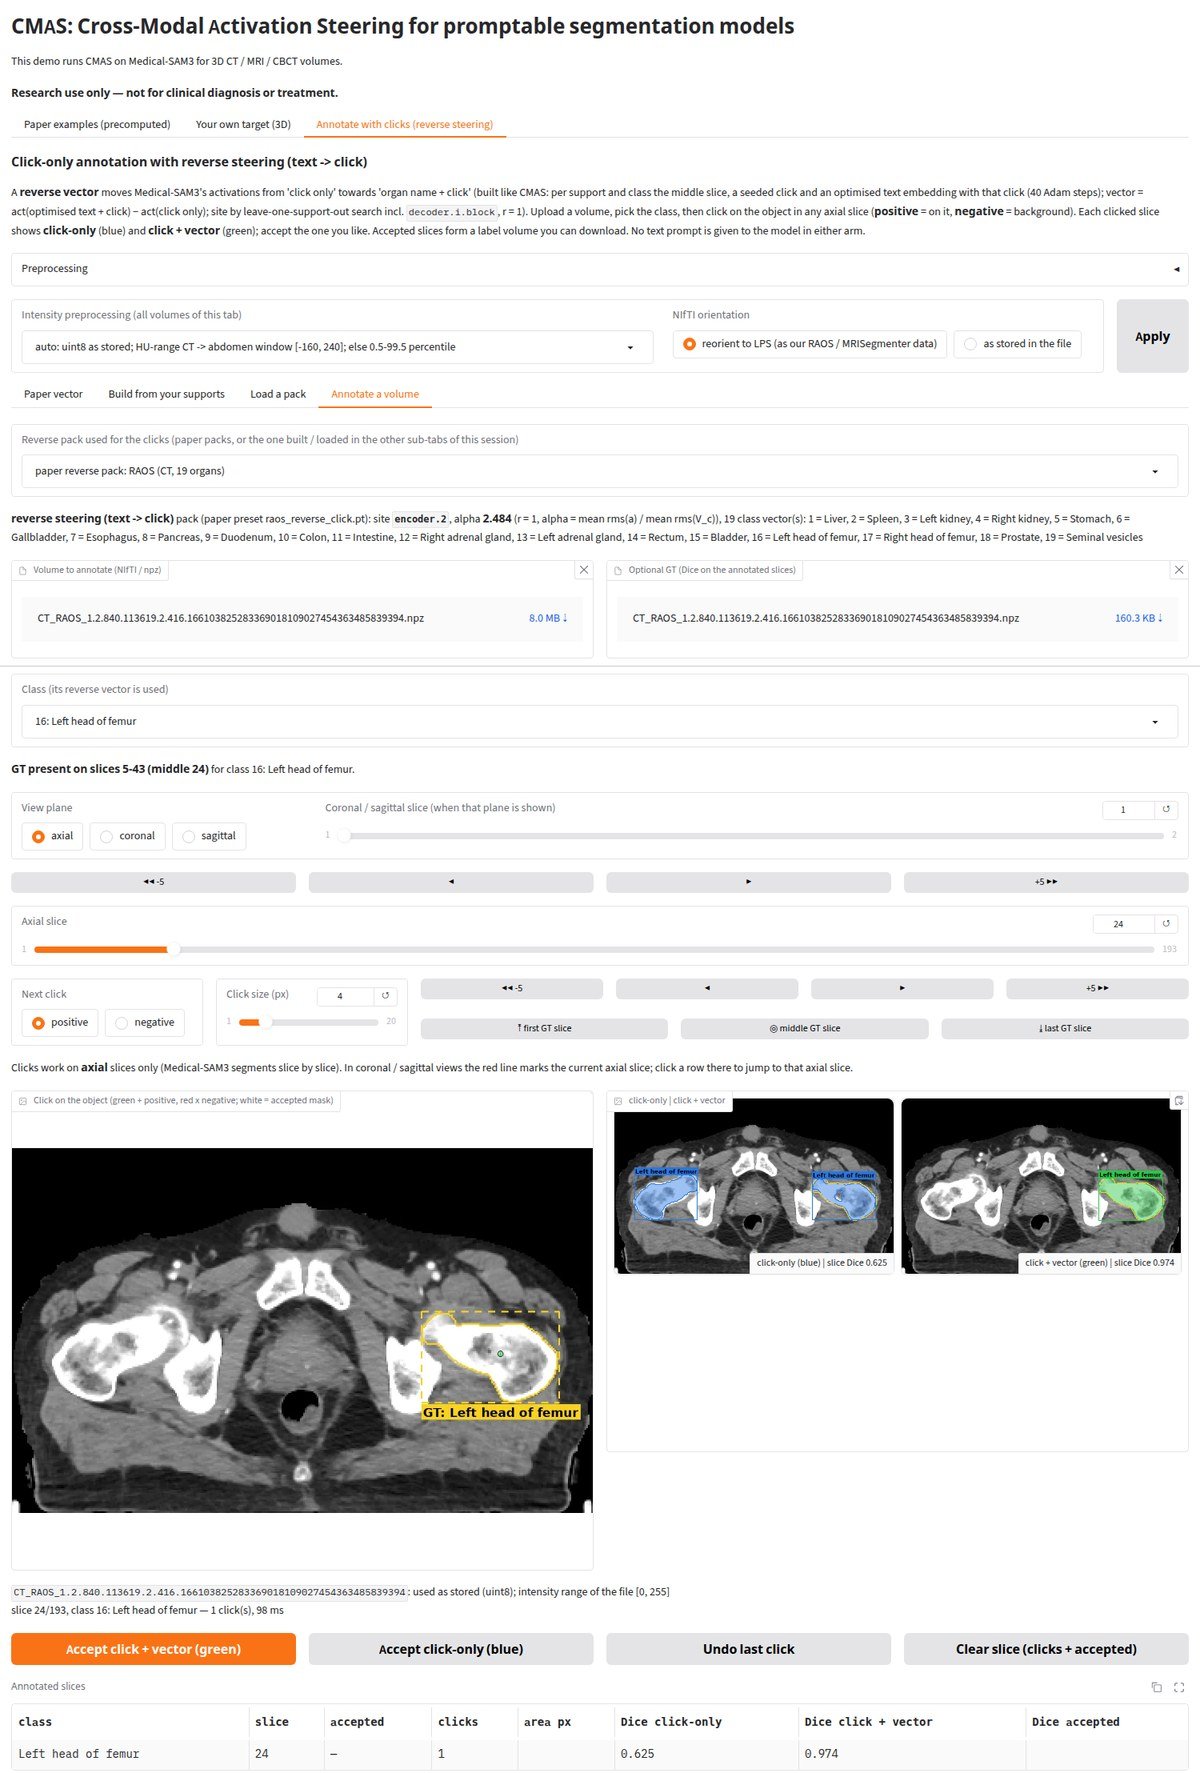 CMAS: Cross-Modal Activation Steering for promptable segmentation models
This demo runs CMAS on Medical-SAM3 for 3D CT / MRI / CBCT volumes.
Research use only — not for clinical diagnosis or treatment.
Paper examples (precomputed) Your own target (3D) Annotate with clicks (reverse steering)
Click-only annotation with reverse steering (text -> click)
A reverse vector moves Medical-SAM3's activations from 'click only' towards 'organ name + click' (built like CMAS: per support and class the middle slice, a seeded click and an optimised text embedding with that click (40 Adam steps); vector =
act(optimised text + click) − act(click only); site by leave-one-support-out search incl. decoder.i.block, r = 1). Upload a volume, pick the class, then click on the object in any axial slice (positive = on it, negative = background). Each clicked slice
shows click-only (blue) and click + vector (green); accept the one you like. Accepted slices form a label volume you can download. No text prompt is given to the model in either arm.
Preprocessing
Intensity preprocessing (all volumes of this tab) NIfTI orientation
auto: uint8 as stored; HU-range CT -> abdomen window [-160, 240]; else 0.5-99.5 percentile reorient to LPS (as our RAOS / MRISegmenter data) as stored in the file Apply
Paper vector Build from your supports Load a pack Annotate a volume
Reverse pack used for the clicks (paper packs, or the one built / loaded in the other sub-tabs of this session)
paper reverse pack: RAOS (CT, 19 organs)
reverse steering (text -> click) pack (paper preset raos_reverse_click.pt): site encoder.2, alpha 2.484 (r = 1, alpha = mean rms(a) / mean rms(V_c)), 19 class vector(s): 1 = Liver, 2 = Spleen, 3 = Left kidney, 4 = Right kidney, 5 = Stomach, 6 =
Gallbladder, 7 = Esophagus, 8 = Pancreas, 9 = Duodenum, 10 = Colon, 11 = Intestine, 12 = Right adrenal gland, 13 = Left adrenal gland, 14 = Rectum, 15 = Bladder, 16 = Left head of femur, 17 = Right head of femur, 18 = Prostate, 19 = Seminal vesicles
Volume to annotate (NIfTI / npz) Optional GT (Dice on the annotated slices)
CT_RAOS_1.2.840.113619.2.416.16610382528336901810902745436348583​9394.npz 8.0 MB ↓ CT_RAOS_1.2.840.113619.2.416.166103825283369018109027454363485839394.npz 160.3 KB ↓
Class (its reverse vector is used)
16: Left head of femur
GT present on slices 5-43 (middle 24) for class 16: Left head of femur.
View plane Coronal / sagittal slice (when that plane is shown) 1 ↺
axial coronal sagittal 1 2
◄◄ -5 ◄ ► +5 ►►
Axial slice 24 ↺
1 193
Next click Click size (px) 4 ↺ ◄◄ -5 ◄ ► +5 ►►
positive negative 1 20 ⤒ first GT slice ◎ middle GT slice ⤓ last GT slice
Clicks work on axial slices only (Medical-SAM3 segments slice by slice). In coronal / sagittal views the red line marks the current axial slice; click a row there to jump to that axial slice.
Click on the object (green + positive, red x negative; white = accepted mask) click-only | click + vector
Left head of femur Left head of femur Left head of femur
click-only (blue) | slice Dice 0.625 click + vector (green) | slice Dice 0.974
GT: Left head of femur
CT_RAOS_1.2.840.113619.2.416.166103825283369018109027454363485839394: used as stored (uint8); intensity range of the file [0, 255]
slice 24/193, class 16: Left head of femur — 1 click(s), 98 ms
Accept click + vector (green) Accept click-only (blue) Undo last click Clear slice (clicks + accepted)
Annotated slices
class slice accepted clicks area px Dice click-only Dice click + vector Dice accepted
Left head of femur 24 — 1 0.625 0.974